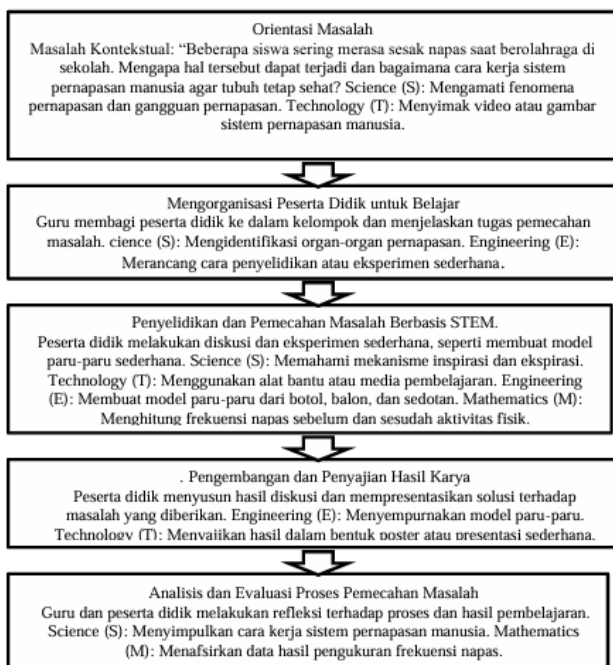 Orientasi Masalah
Masalah Kontekstual: “Beberapa siswa sering merasa sesak napas saat berolahraga di
sekolah. Mengapa hal tersebut dapat terjadi dan bagaimana cara kerja sistem
pernapasan manusia agar tubuh tetap sehat? Science (S): Mengamati fenomena
pernapasan dan gangguan pernapasan. Technology (T): Menyimak video atau gambar
sistem pernapasan manusia.
Mengorganisasi Peserta Didik untuk Belajar
Guru membagi peserta didik ke dalam kelompok dan menjelaskan tugas pemecahan
masalah. cience (S): Mengidentifikasi organ-organ pernapasan. Engineering (E):
Merancang cara penyelidikan atau eksperimen sederhana.
Penyelidikan dan Pemecahan Masalah Berbasis STEM.
Peserta didik melakukan diskusi dan eksperimen sederhana, seperti membuat model
paru-paru sederhana. Science (S): Memahami mekanisme inspirasi dan ekspirasi.
Technology (T): Menggunakan alat bantu atau media pembelajaran. Engineering
(E): Membuat model paru-paru dari botol, balon, dan sedotan. Mathematics (M):
Menghitung frekuensi napas sebelum dan sesudah aktivitas fisik.
. Pengembangan dan Penyajian Hasil Karya
Peserta didik menyusun hasil diskusi dan mempresentasikan solusi terhadap
masalah yang diberikan. Engineering (E): Menyempurnakan model paru-paru.
Technology (T): Menyajikan hasil dalam bentuk poster atau presentasi sederhana.
Analisis dan Evaluasi Proses Pemecahan Masalah
Guru dan peserta didik melakukan refleksi terhadap proses dan hasil pembelajaran.
Science (S): Menyimpulkan cara kerja sistem pernapasan manusia. Mathematics
(M): Menafsirkan data hasil pengukuran frekuensi napas.